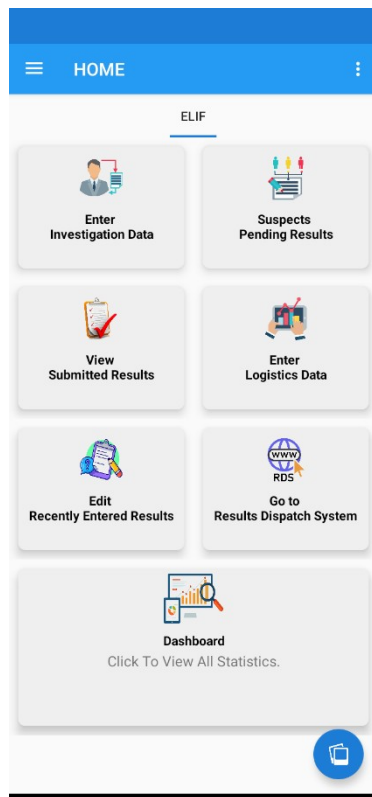 HOME
ELIF
Enter
Investigation Data
Suspects
Pending Results
View
Submitted Results
Enter
Logistics Data
Edit
Recently Entered Results
WWW
RDS
Go to
Results Dispatch System
Dashboard
Click To View All Statistics.